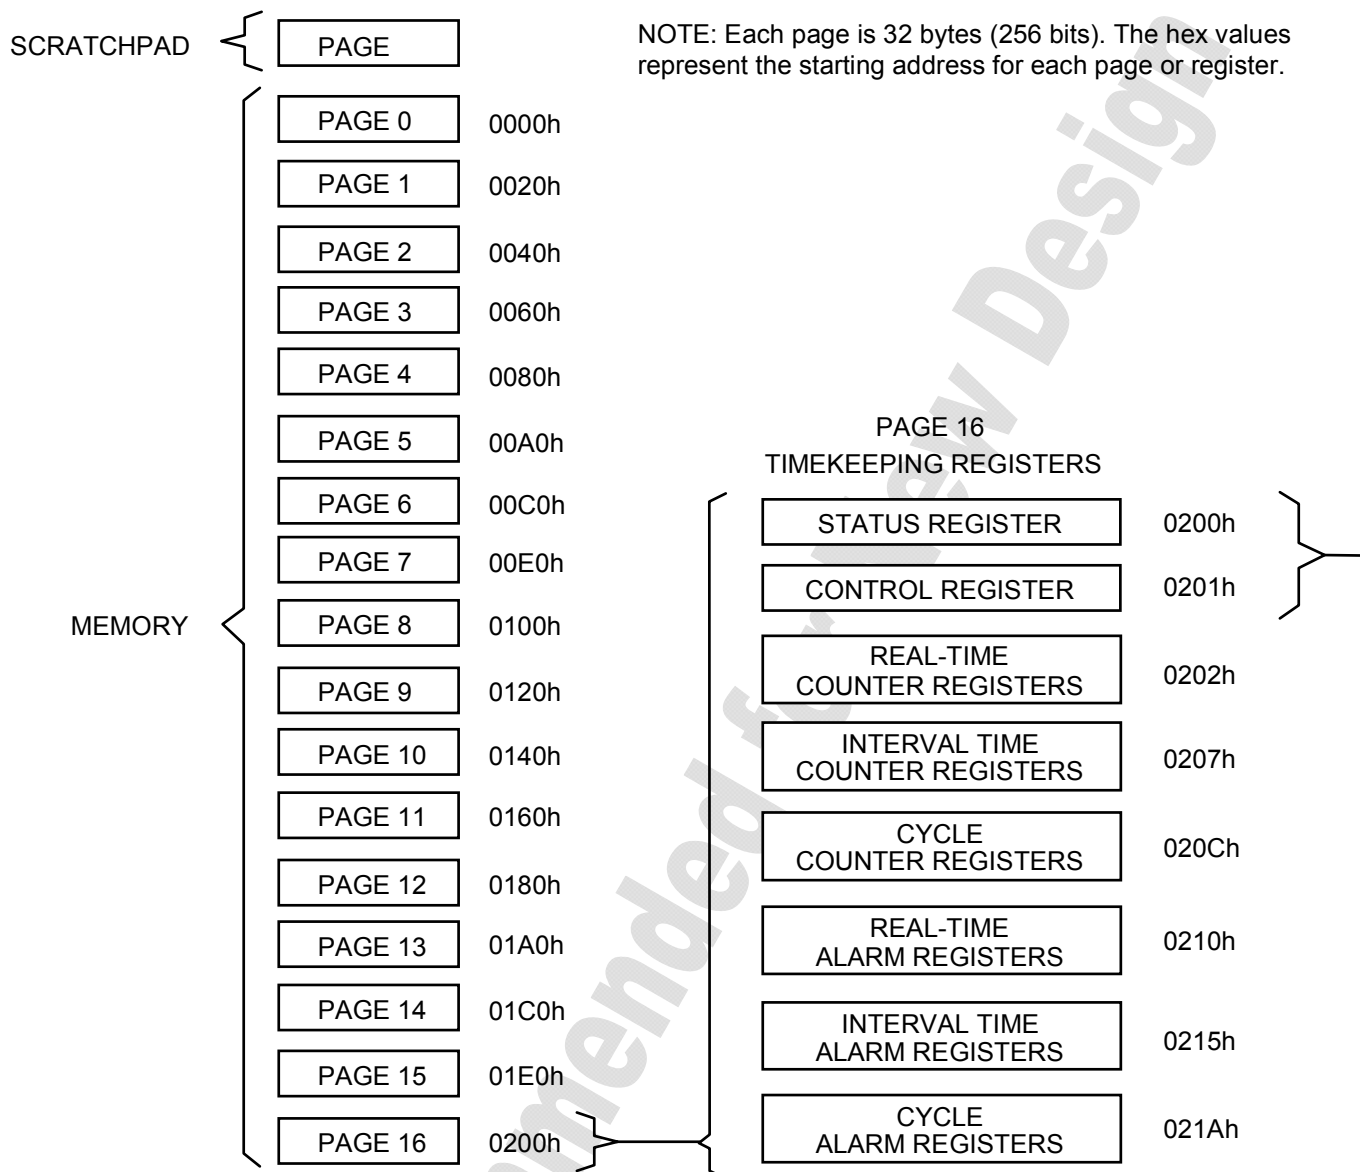 SCRATCHPAD
PAGE
NOTE: Each page is 32 bytes (256 bits). The hex values
represent the starting address for each page or register.
MEMORY
PAGE 0 0000h
PAGE 1 0020h
PAGE 2 0040h
PAGE 3 0060h
PAGE 4 0080h
PAGE 5 00A0h
PAGE 6 00C0h
PAGE 7 00E0h
PAGE 8 0100h
PAGE 9 0120h
PAGE 10 0140h
PAGE 11 0160h
PAGE 12 0180h
PAGE 13 01A0h
PAGE 14 01C0h
PAGE 15 01E0h
PAGE 16 0200h
PAGE 16
TIMEKEEPING REGISTERS
STATUS REGISTER 0200h
CONTROL REGISTER 0201h
REAL-TIME
COUNTER REGISTERS 0202h
INTERVAL TIME
COUNTER REGISTERS 0207h
CYCLE
COUNTER REGISTERS 020Ch
REAL-TIME
ALARM REGISTERS 0210h
INTERVAL TIME
ALARM REGISTERS 0215h
CYCLE
ALARM REGISTERS 021Ah
mmended for New Design